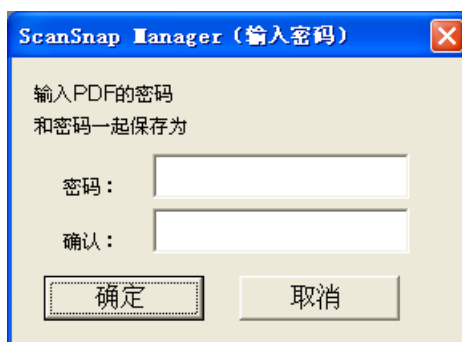 ScanSnap Manager（输入密码）
输入PDF的密码
和密码一起保存为
密码：
确认：
确定
取消